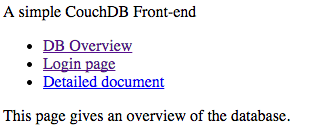 A simple CouchDB Front-end
DB Overview
Login page
Detailed document
This page gives an overview of the database.